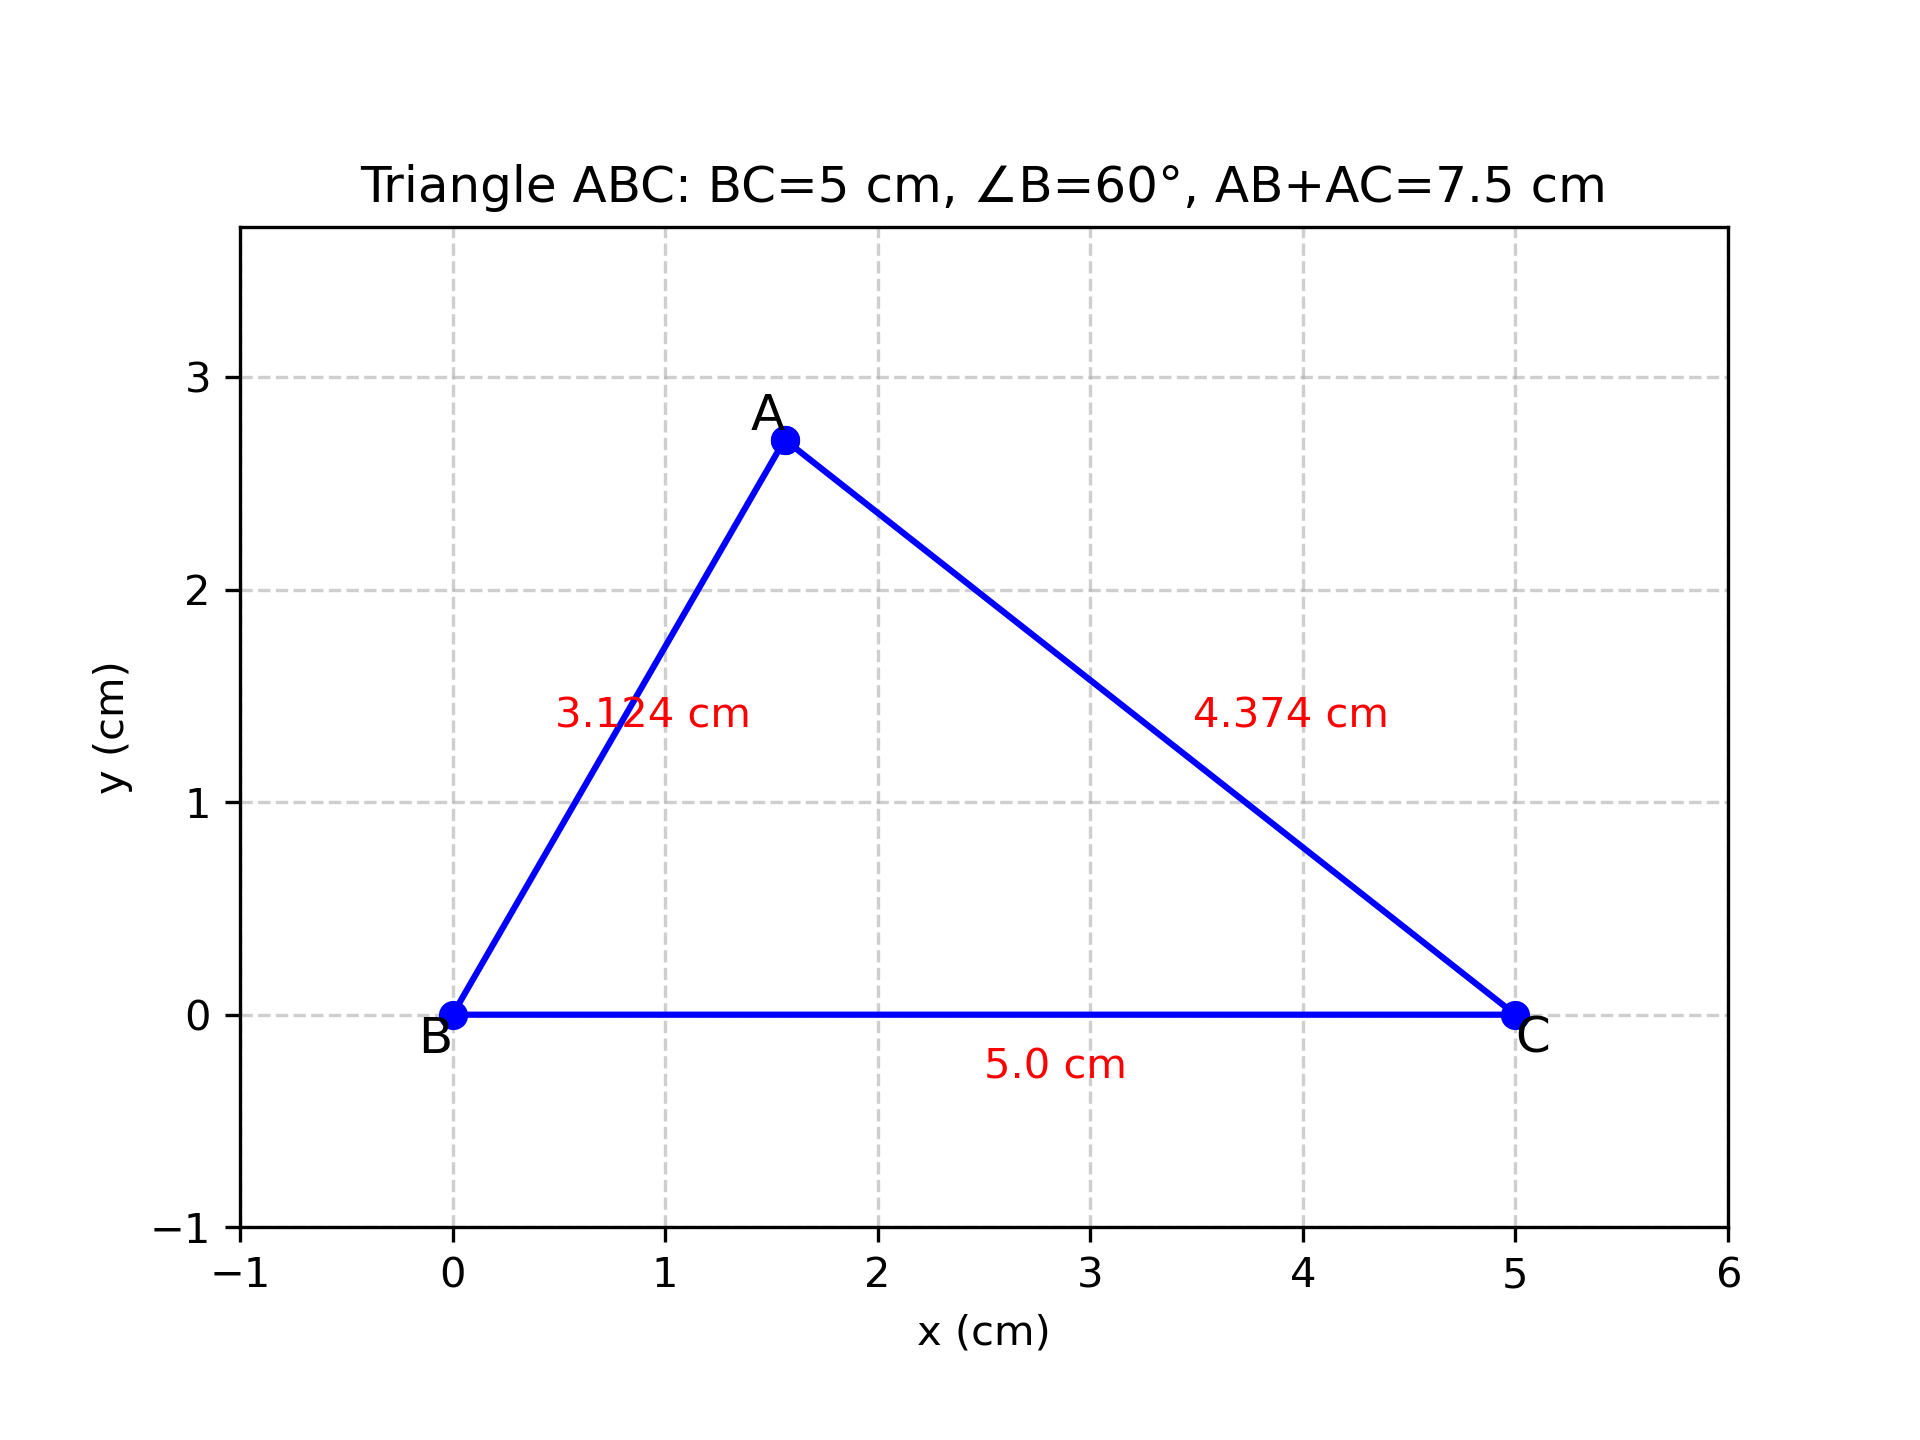 Triangle ABC: BC=5 cm, ∠B=60°, AB+AC=7.5 cm
3
A
2
y (cm)
3.124 cm
4.374 cm
1
0
B
C
5.0 cm
−1
−1 0 1 2 3 4 5 6
x (cm)